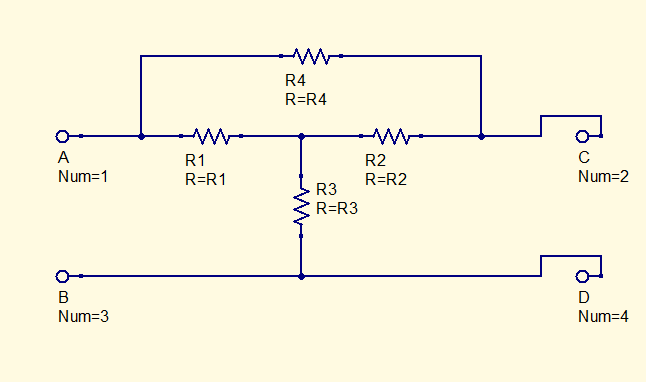 R4
R=R4
A
Num=1
R1
R=R1
R2
R=R2
C
Num=2
R3
R=R3
B
Num=3
D
Num=4